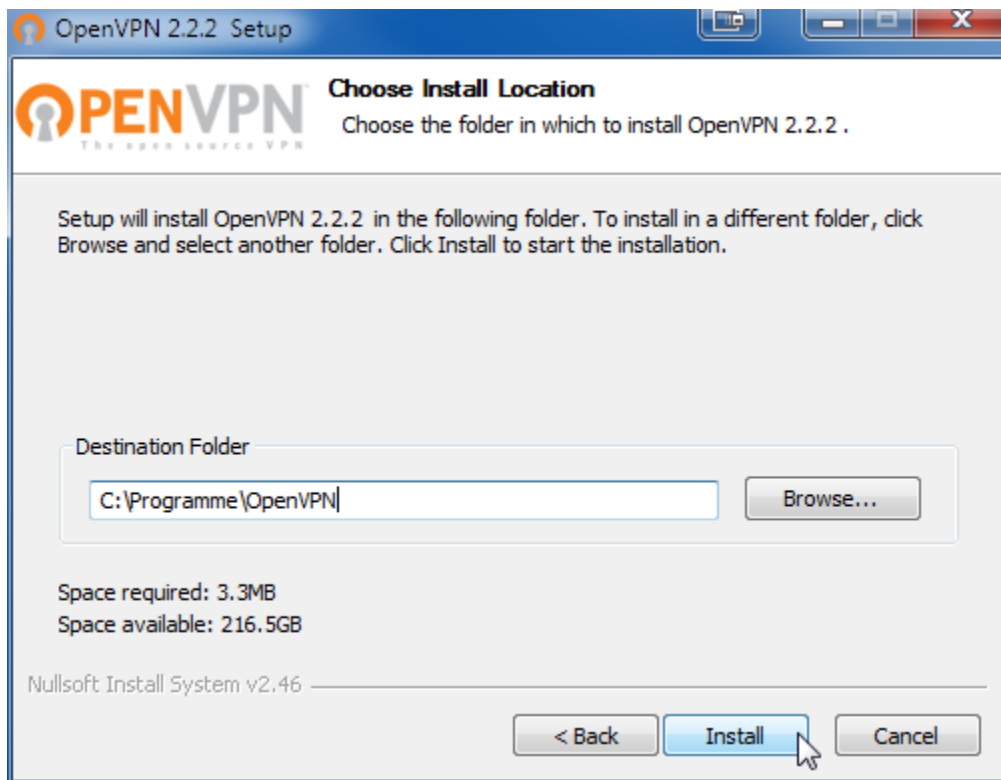 OpenVPN 2.2.2 Setup
OPENVPN
The open source VPN
Choose Install Location
Choose the folder in which to install OpenVPN 2.2.2 .
Setup will install OpenVPN 2.2.2 in the following folder. To install in a different folder, click
Browse and select another folder. Click Install to start the installation.
Destination Folder
C:\Programme\OpenVPN
Browse...
Space required: 3.3MB
Space available: 216.5GB
Nullsoft Install System v2.46
< Back
Install
Cancel